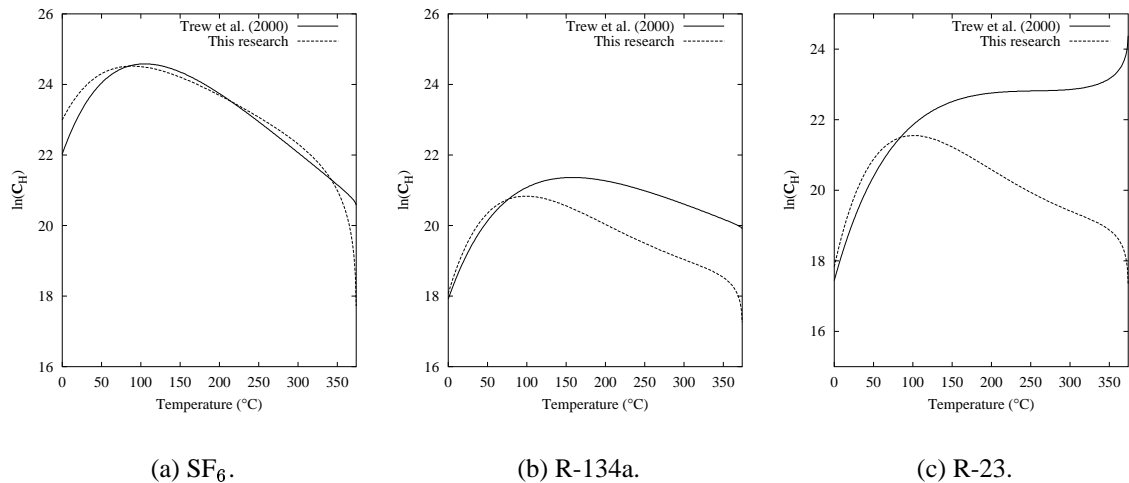 26
24
22
20
18
16
ln(C_H)
Trew et al. (2000)
This research
0 50 100 150 200 250 300 350
Temperature (°C)
(a) SF₆.
26
24
22
20
18
16
ln(C_H)
Trew et al. (2000)
This research
0 50 100 150 200 250 300 350
Temperature (°C)
(b) R-134a.
24
22
20
18
16
ln(C_H)
Trew et al. (2000)
This research
0 50 100 150 200 250 300 350
Temperature (°C)
(c) R-23.